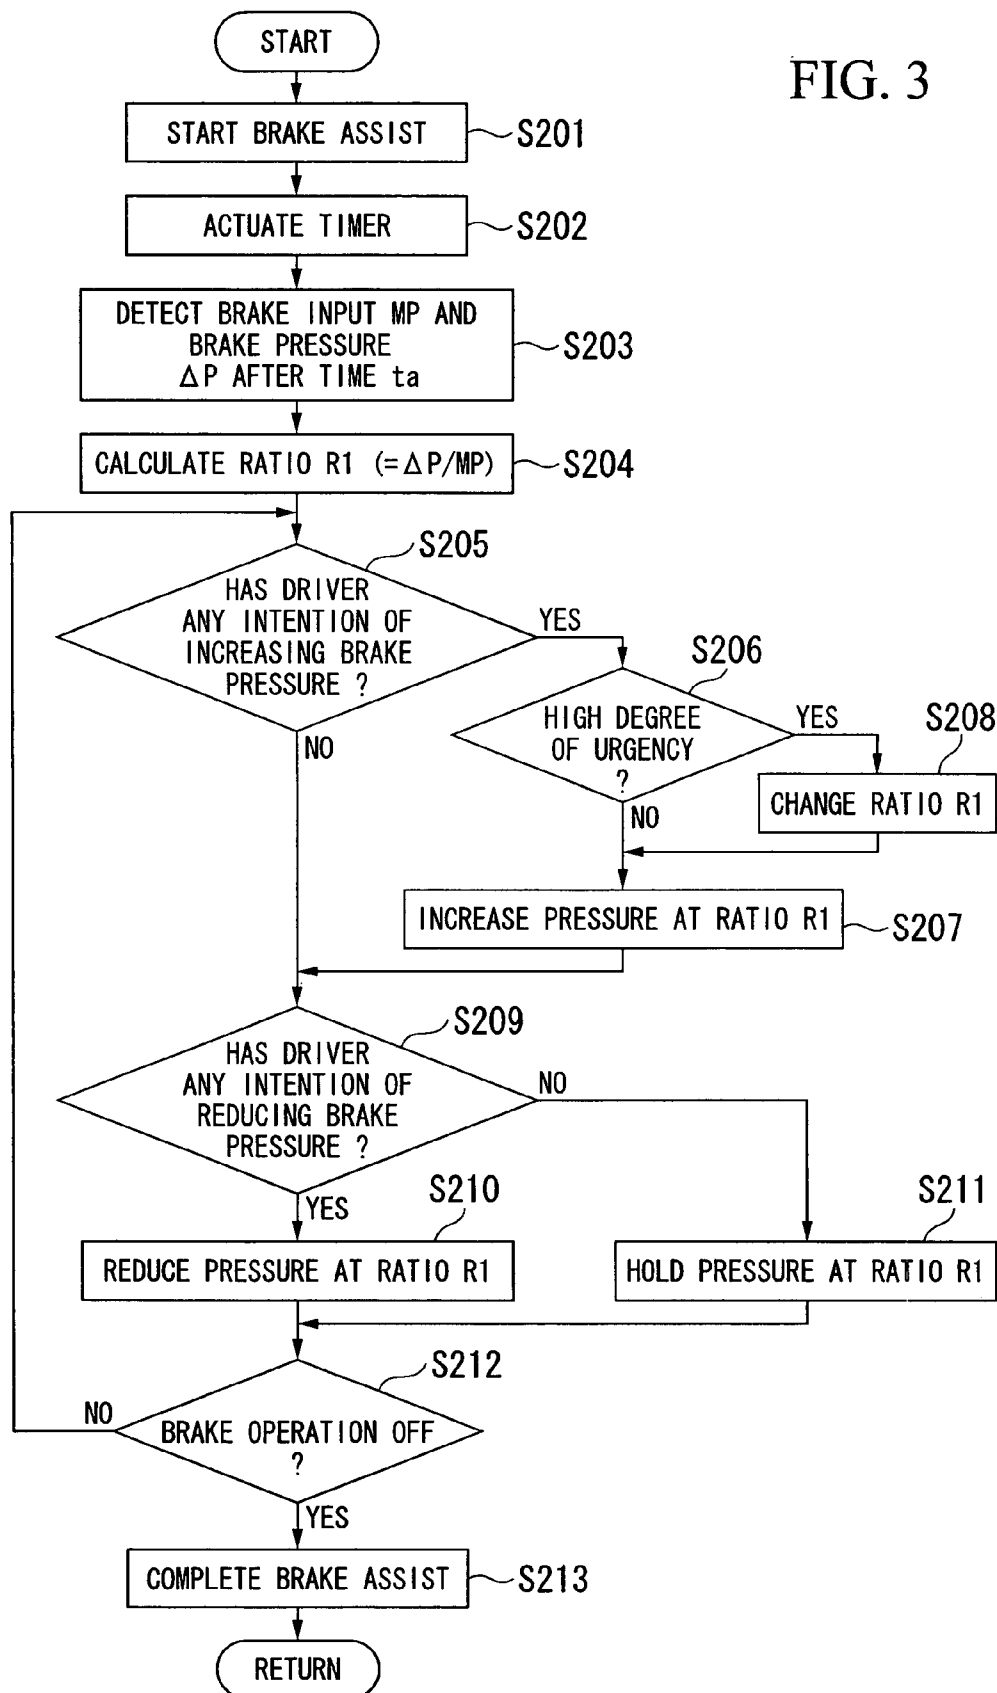 START
FIG. 3
START BRAKE ASSIST
S201
ACTUATE TIMER
S202
DETECT BRAKE INPUT MP AND
BRAKE PRESSURE
ΔP AFTER TIME ta
S203
CALCULATE RATIO R1 (=ΔP/MP)
S204
S205
HAS DRIVER
ANY INTENTION OF
INCREASING BRAKE
PRESSURE ?
YES
NO
S206
HIGH DEGREE
OF URGENCY
?
YES
NO
S208
CHANGE RATIO R1
INCREASE PRESSURE AT RATIO R1
S207
S209
HAS DRIVER
ANY INTENTION OF
REDUCING BRAKE
PRESSURE ?
NO
YES
S210
REDUCE PRESSURE AT RATIO R1
S211
HOLD PRESSURE AT RATIO R1
S212
BRAKE OPERATION OFF
?
NO
YES
COMPLETE BRAKE ASSIST
S213
RETURN